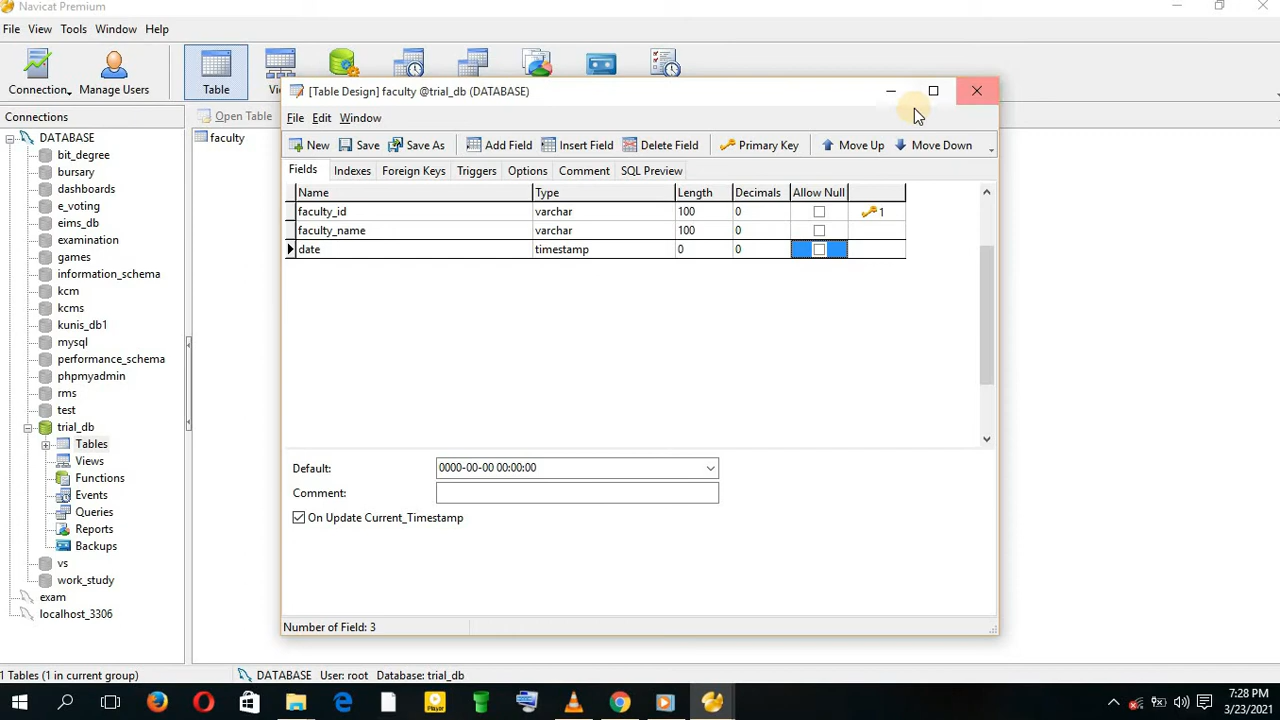 Navicat Premium
File View Tools Window Help
Connection Manage Users Table
Connections
Open Table
DATABASE
bit_degree
bursary
dashboards
e_voting
eims_db
examination
games
information_schema
kcm
kcms
kunis_db1
mysql
performance_schema
phpmyadmin
rms
test
trial_db
Tables
Views
Functions
Events
Queries
Reports
Backups
vs
work_study
exam
localhost_3306
faculty
[Table Design] faculty @trial_db (DATABASE)
File Edit Window
New Save Save As Add Field Insert Field Delete Field Primary Key Move Up Move Down
Fields Indexes Foreign Keys Triggers Options Comment SQL Preview
Name Type Length Decimals Allow Null
faculty_id varchar 100 0 1
faculty_name varchar 100 0
date timestamp 0 0
Default: 0000-00-00 00:00:00
Comment:
On Update Current_Timestamp
Number of Field: 3
1 Tables (1 in current group) DATABASE User: root Database: trial_db
Player
7:28 PM
3/23/2021